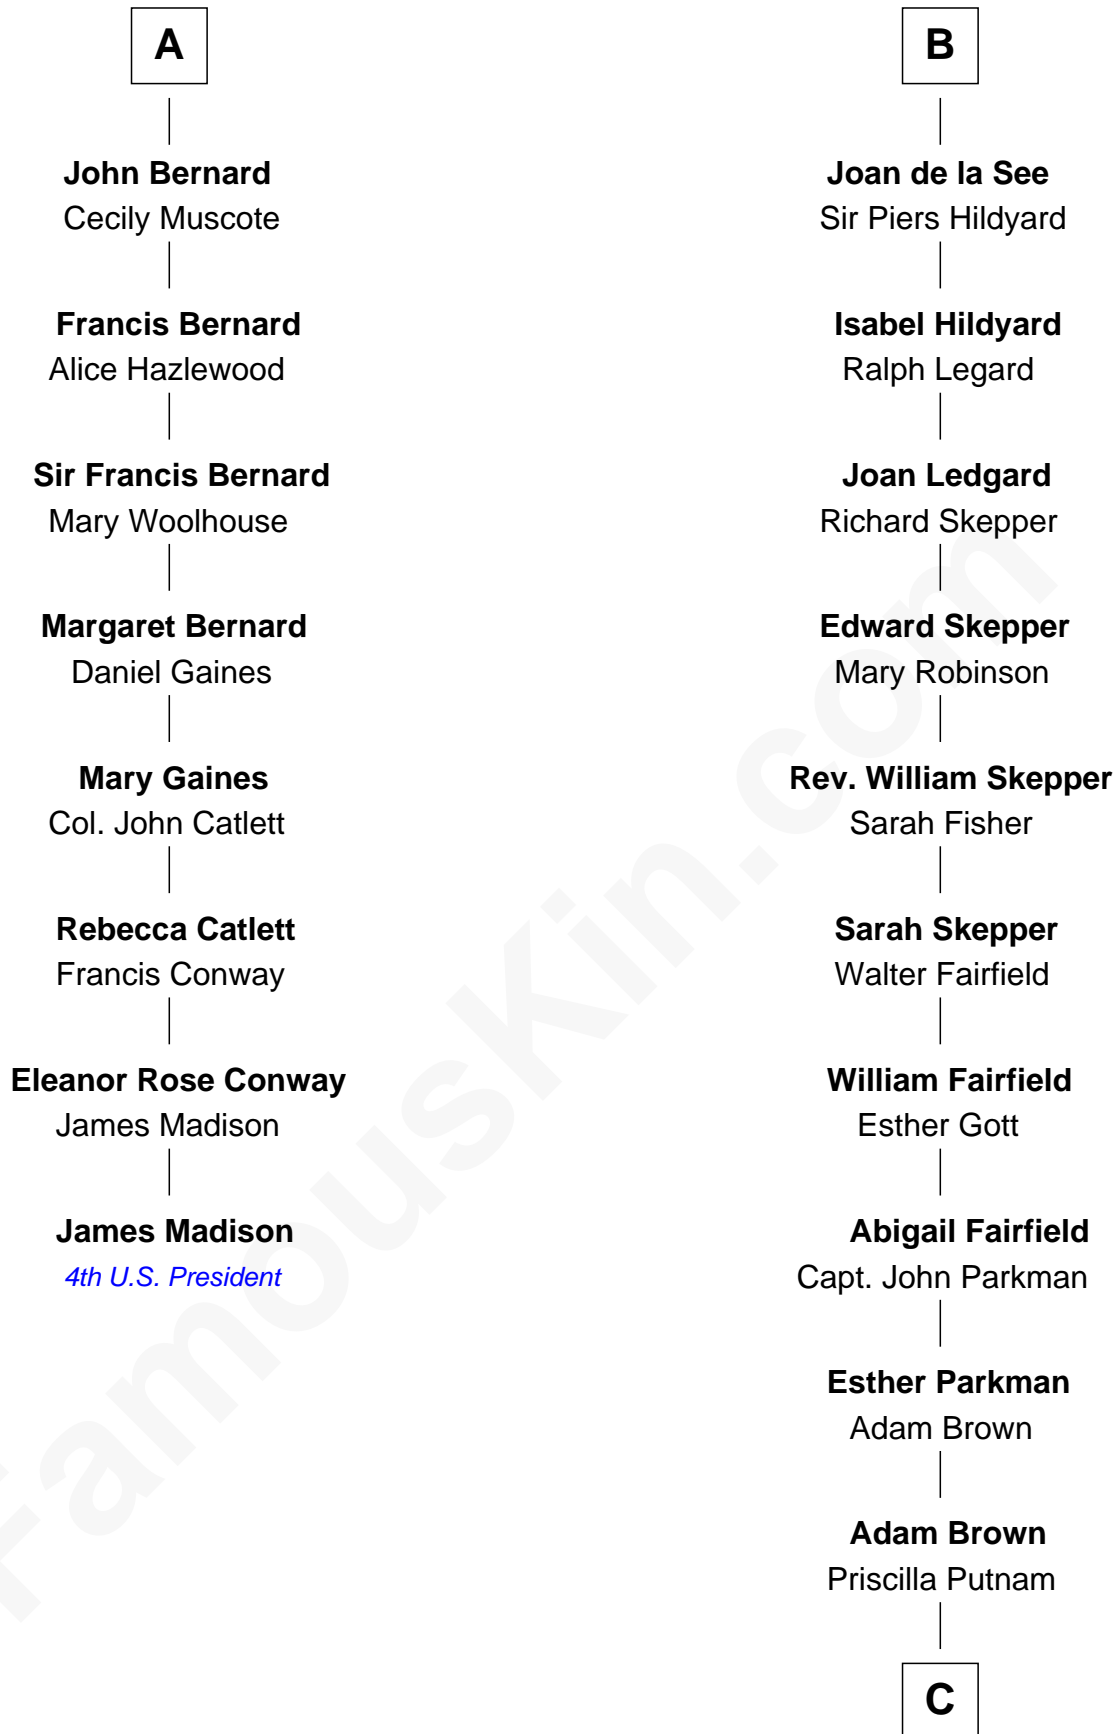 A
John Bernard
Cecily Muscote
Francis Bernard
Alice Hazlewood
Sir Francis Bernard
Mary Woolhouse
Margaret Bernard
Daniel Gaines
Mary Gaines
Col. John Catlett
Rebecca Catlett
Francis Conway
Eleanor Rose Conway
James Madison
James Madison
4th U.S. President
B
Joan de la See
Sir Piers Hildyard
Isabel Hildyard
Ralph Legard
Joan Ledgard
Richard Skepper
Edward Skepper
Mary Robinson
Rev. William Skepper
Sarah Fisher
Sarah Skepper
Walter Fairfield
William Fairfield
Esther Gott
Abigail Fairfield
Capt. John Parkman
Esther Parkman
Adam Brown
Adam Brown
Priscilla Putnam
C
FamousKin.com